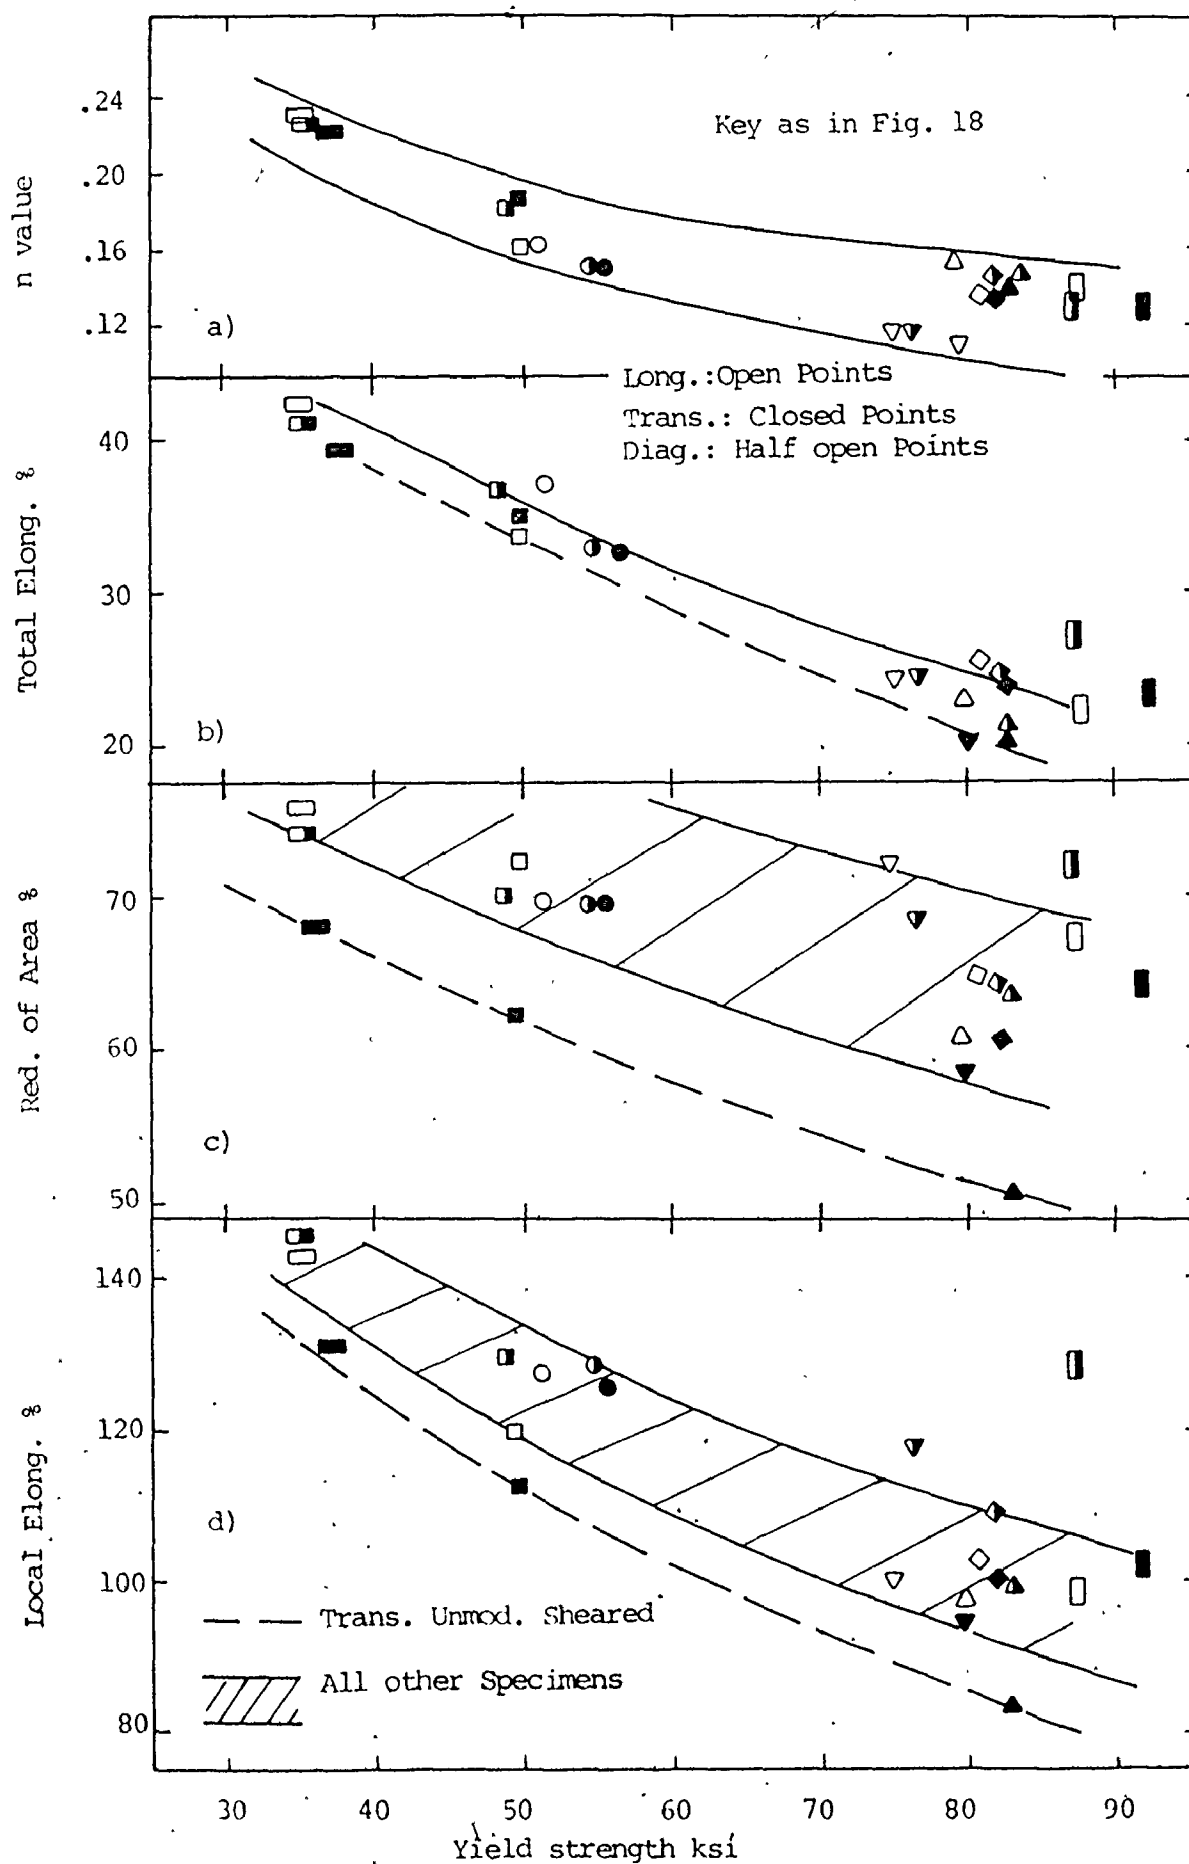 .24
Key as in Fig. 18
.20
n value
.16
.12
a)
Long.:Open Points
Trans.: Closed Points
Diag.: Half open Points
40
Total Elong. %
30
20
b)
70
Red. of Area %
60
50
c)
140
120
Local Elong. %
100
80
d)
Trans. Unmod. Sheared
All other Specimens
30 40 50 60 70 80 90
Yield strength ksi